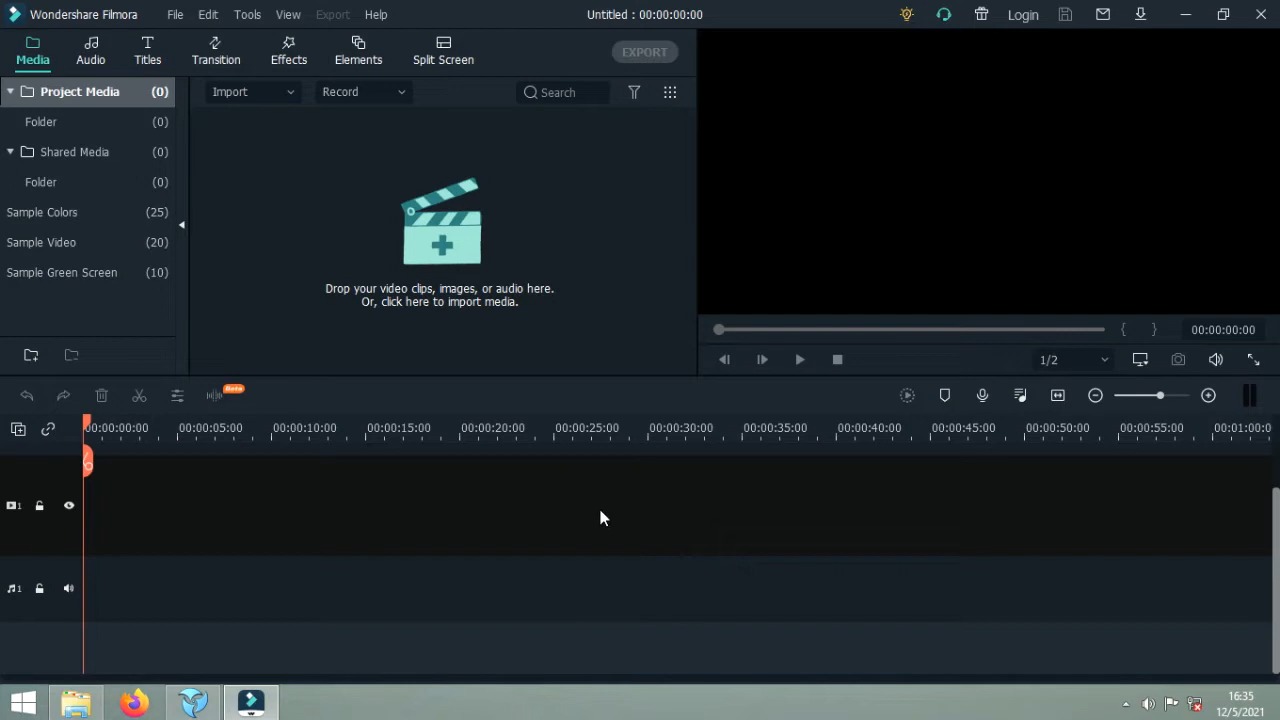 Wondershare Filmora
File
Edit
Tools
View
Export
Help
Untitled : 00:00:00:00
Login
Media
Audio
Titles
Transition
Effects
Elements
Split Screen
EXPORT
Project Media (0)
Folder (0)
Shared Media (0)
Folder (0)
Sample Colors (25)
Sample Video (20)
Sample Green Screen (10)
Import
Record
Search
Drop your video clips, images, or audio here.
Or, click here to import media.
00:00:00:00
1/2
Beta
00:00:00:00
00:00:05:00
00:00:10:00
00:00:15:00
00:00:20:00
00:00:25:00
00:00:30:00
00:00:35:00
00:00:40:00
00:00:45:00
00:00:50:00
00:00:55:00
00:01:00:0
1
1
16:35
12/5/2021